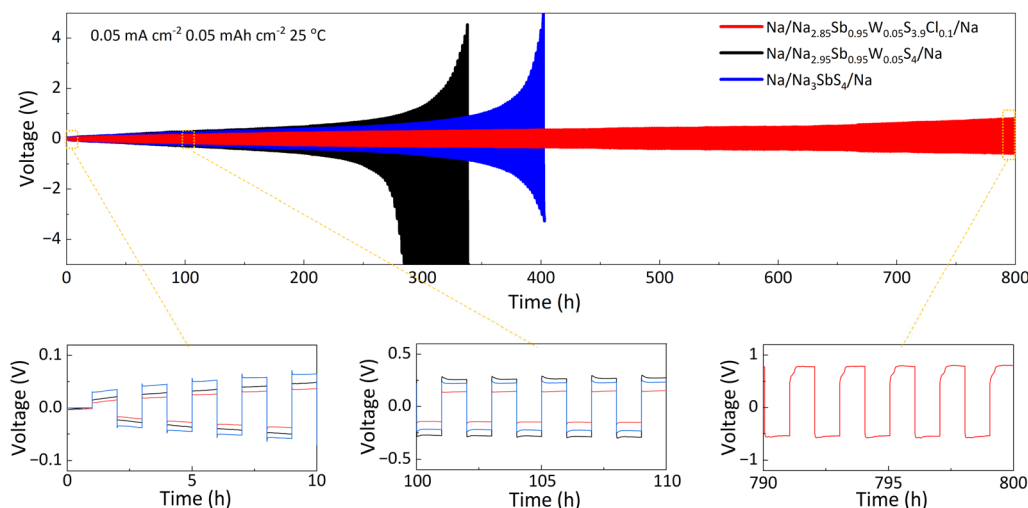 0.05 mA cm⁻² 0.05 mAh cm⁻² 25 °C
Na/Na₂.₈₅Sb₀.₉₅W₀.₀₅S₃.₉Cl₀.₁/Na
Na/Na₂.₉₅Sb₀.₉₅W₀.₀₅S₄/Na
Na/Na₃SbS₄/Na
Voltage (V)
4
2
0
−2
−4
0 100 200 300 400 500 600 700 800
Time (h)
Voltage (V)
0.1
0.0
−0.1
0 5 10
Time (h)
Voltage (V)
0.5
0.0
−0.5
100 105 110
Time (h)
Voltage (V)
1
0
−1
790 795 800
Time (h)